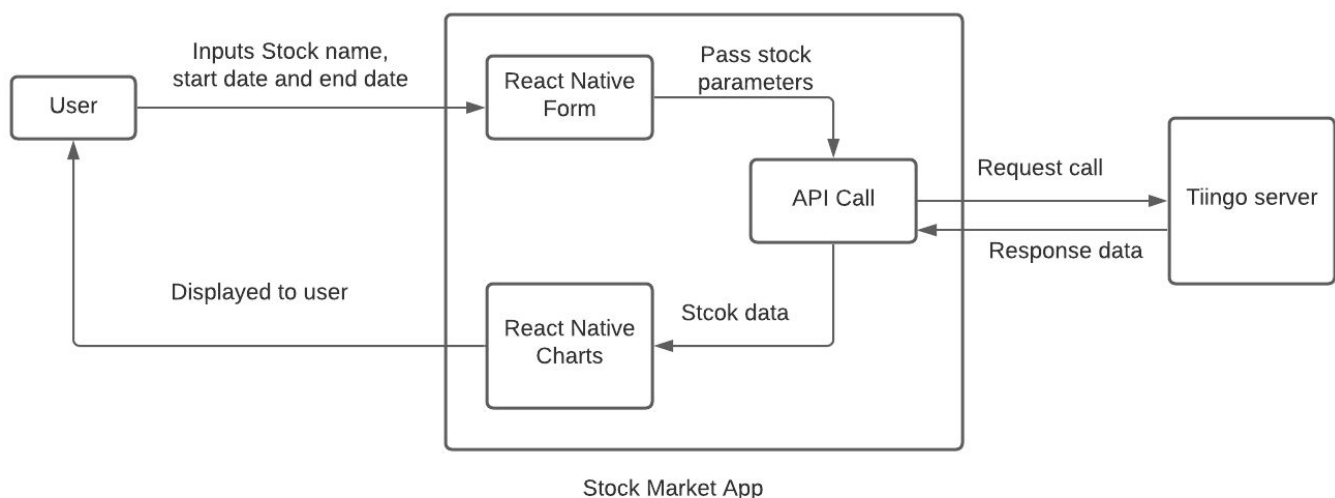 Inputs Stock name,
start date and end date
User
React Native
Form
Pass stock
parameters
API Call
Request call
Tiingo server
Response data
Stcok data
React Native
Charts
Displayed to user
Stock Market App